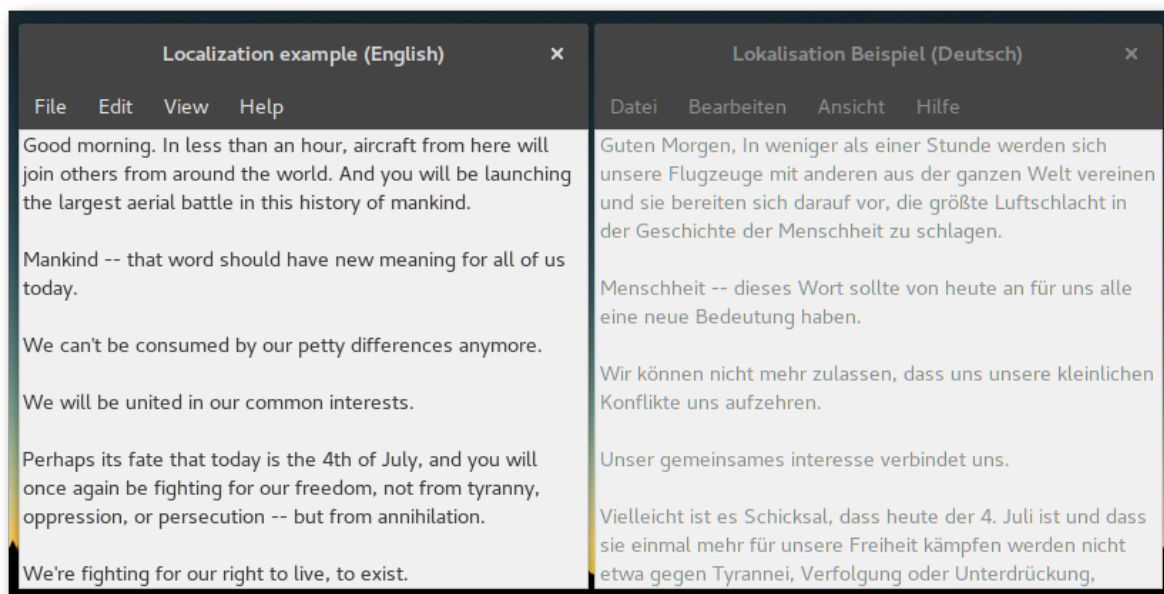 Localization example (English) ×
File Edit View Help
Good morning. In less than an hour, aircraft from here will
join others from around the world. And you will be launching
the largest aerial battle in this history of mankind.
Mankind -- that word should have new meaning for all of us
today.
We can't be consumed by our petty differences anymore.
We will be united in our common interests.
Perhaps its fate that today is the 4th of July, and you will
once again be fighting for our freedom, not from tyranny,
oppression, or persecution -- but from annihilation.
We're fighting for our right to live, to exist.
Lokalisation Beispiel (Deutsch) ×
Datei Bearbeiten Ansicht Hilfe
Guten Morgen, In weniger als einer Stunde werden sich
unsere Flugzeuge mit anderen aus der ganzen Welt vereinen
und sie bereiten sich darauf vor, die größte Luftschlacht in
der Geschichte der Menschheit zu schlagen.
Menschheit -- dieses Wort sollte von heute an für uns alle
eine neue Bedeutung haben.
Wir können nicht mehr zulassen, dass uns unsere kleinlichen
Konflikte uns aufzehren.
Unser gemeinsames interesse verbindet uns.
Vielleicht ist es Schicksal, dass heute der 4. Juli ist und dass
sie einmal mehr für unsere Freiheit kämpfen werden nicht
etwa gegen Tyrannei, Verfolgung oder Unterdrückung,